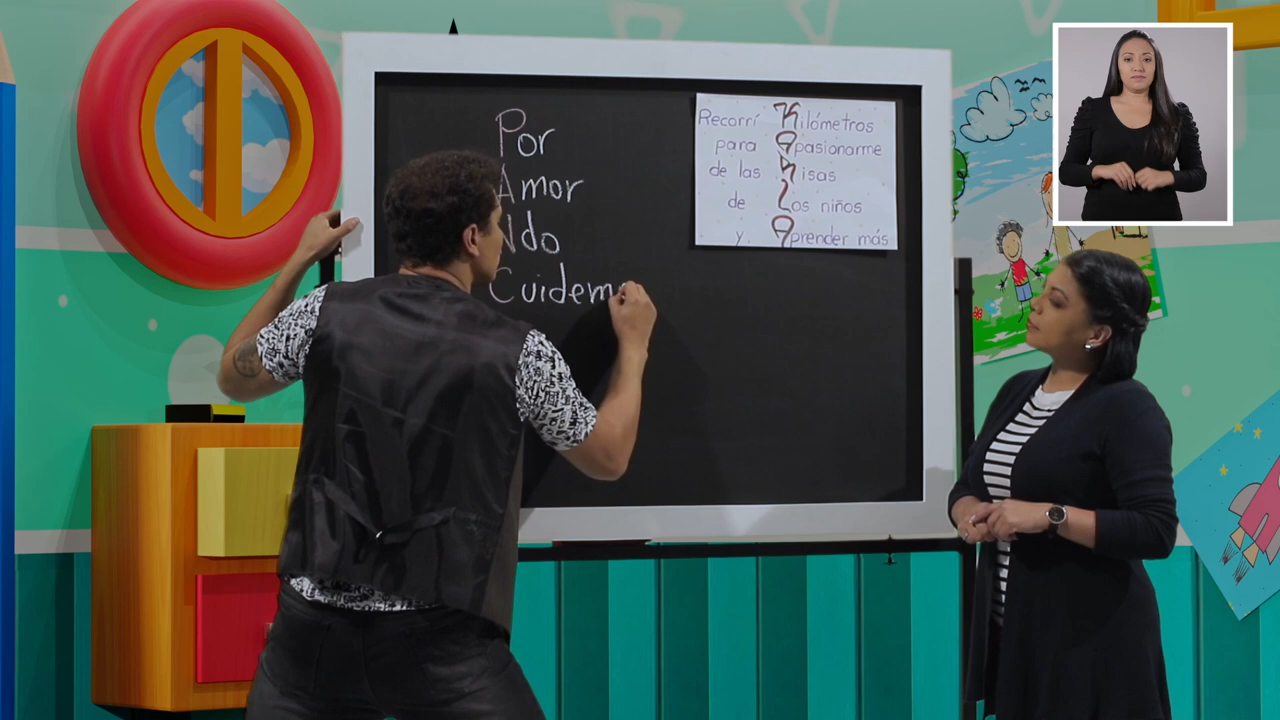 Por
Amor
Ndo
Cuidem
Recorrí Kilómetros
para Apasionarme
de las Risas
de Los niños
y Aprender más